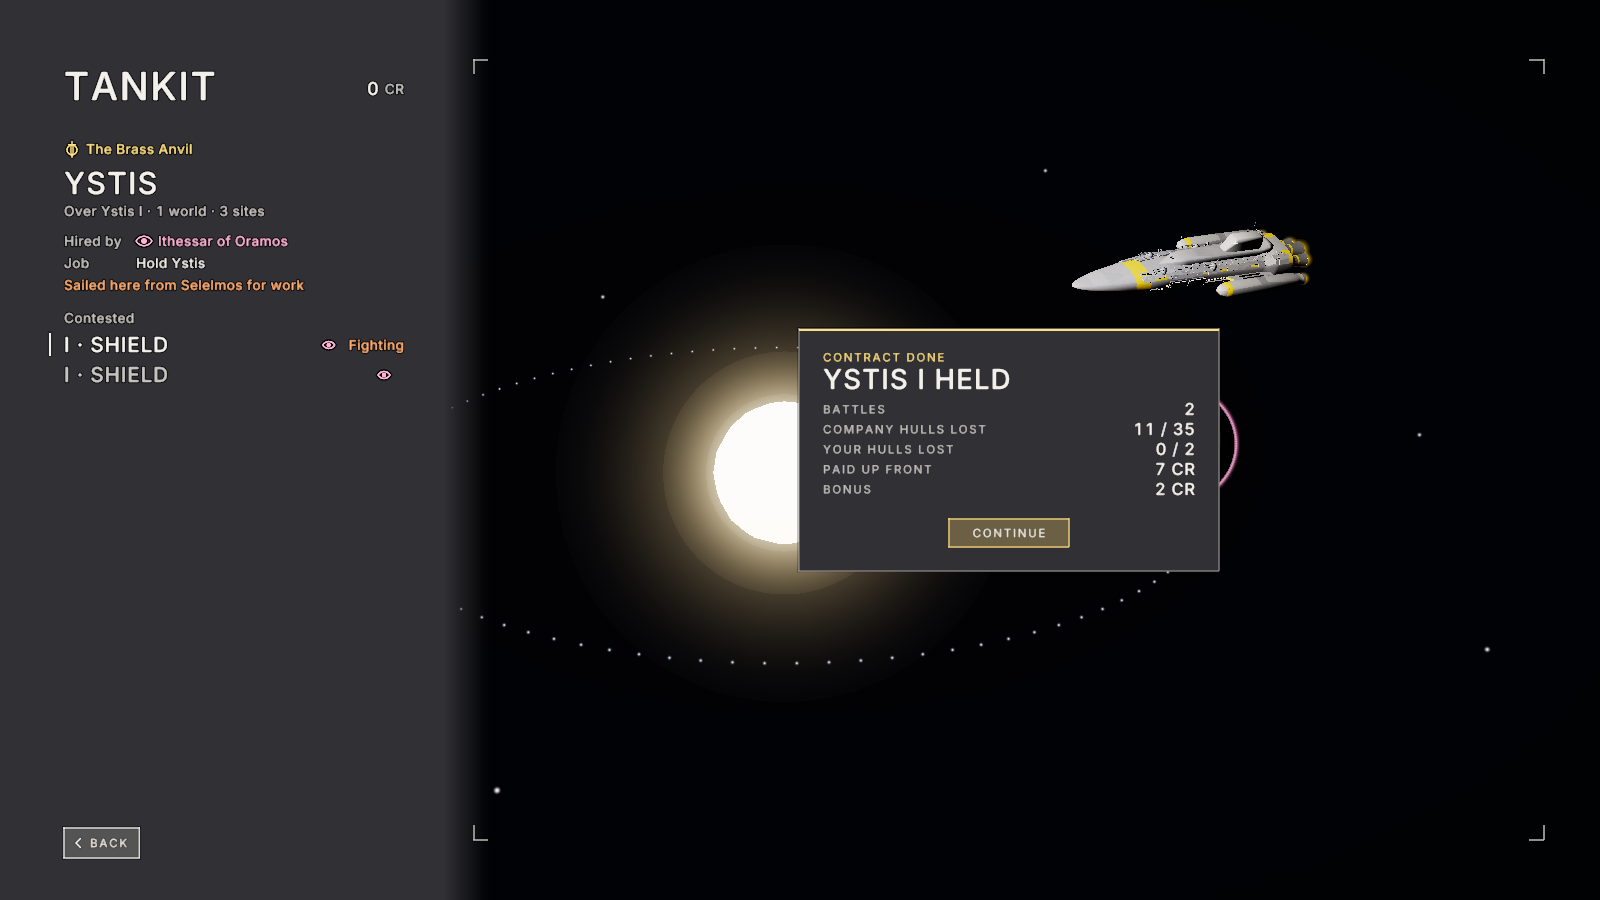 TANKIT
0 CR
The Brass Anvil
YSTIS
Over Ystis I · 1 world · 3 sites
Hired by Ithessar of Oramos
Job Hold Ystis
Sailed here from Selelmos for work
Contested
I · SHIELD Fighting
I · SHIELD
CONTRACT DONE
YSTIS I HELD
BATTLES 2
COMPANY HULLS LOST 11 / 35
YOUR HULLS LOST 0 / 2
PAID UP FRONT 7 CR
BONUS 2 CR
CONTINUE
BACK